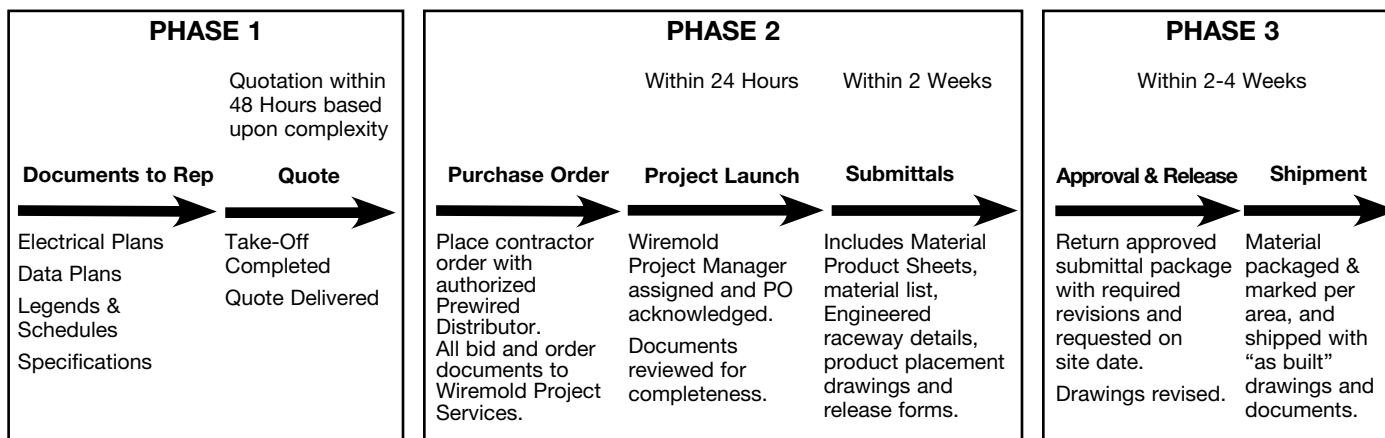 PHASE 1
Quotation within
48 Hours based
upon complexity
Documents to Rep
Electrical Plans
Data Plans
Legends &
Schedules
Specifications
Quote
Take-Off
Completed
Quote Delivered
PHASE 2
Within 24 Hours
Within 2 Weeks
Purchase Order
Place contractor
order with
authorized
Prewired
Distributor.
All bid and order
documents to
Wiremold Project
Services.
Project Launch
Wiremold
Project Manager
assigned and PO
acknowledged.
Documents
reviewed for
completeness.
Submittals
Includes Material
Product Sheets,
material list,
Engineered
raceway details,
product placement
drawings and
release forms.
PHASE 3
Within 2-4 Weeks
Approval & Release
Return approved
submittal package
with required
revisions and
requested on
site date.
Drawings revised.
Shipment
Material
packaged &
marked per
area, and
shipped with
“as built”
drawings and
documents.